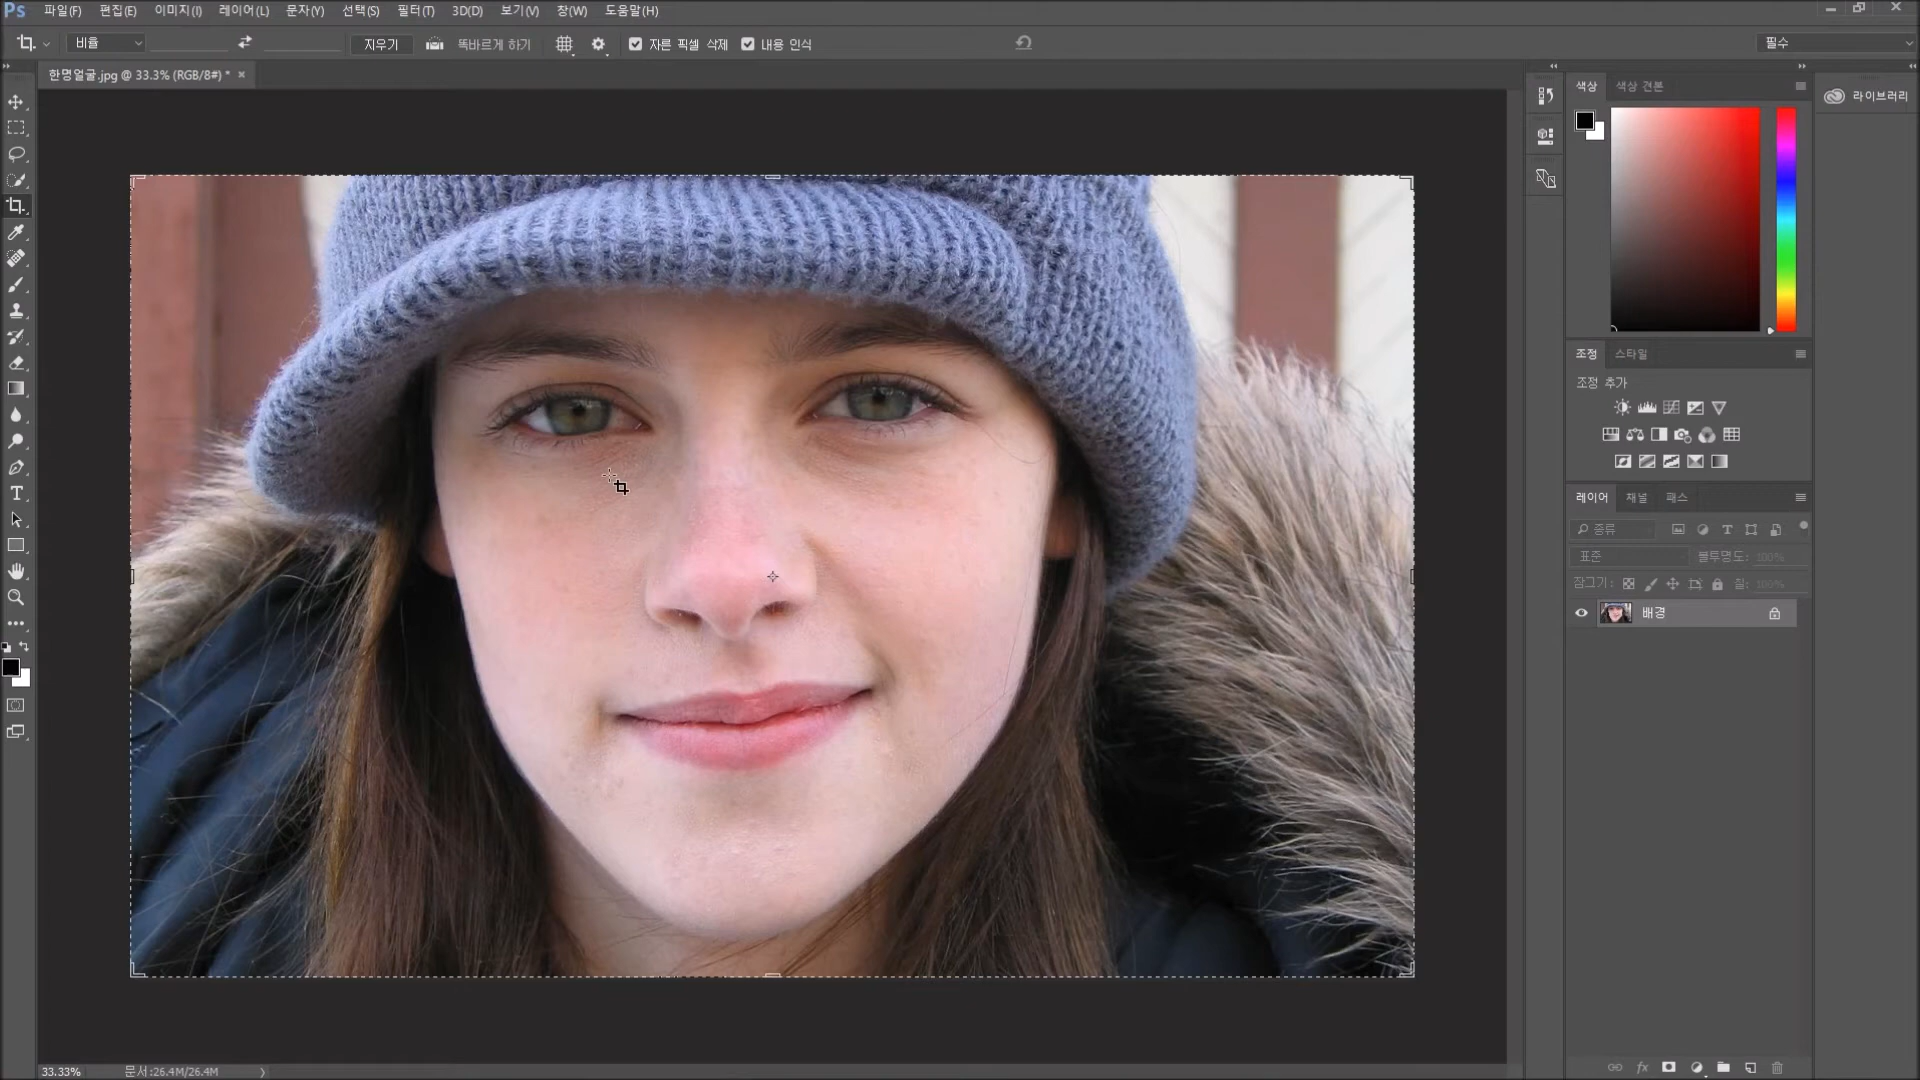 Ps 파일(F) 편집(E) 이미지(I) 레이어(L) 문자(Y) 선택(S) 필터(T) 3D(D) 보기(V) 창(W) 도움말(H)
비율 지우기 똑바르게 하기 자른 픽셀 삭제 내용 인식 필수
한명얼굴.jpg @ 33.3% (RGB/8#) *
색상 색상 견본
라이브러리
조정 스타일
조정 추가
레이어 채널 패스
종류
표준 불투명도: 100%
잠그기: 칠: 100%
배경
33.33% 문서:26.4M/26.4M